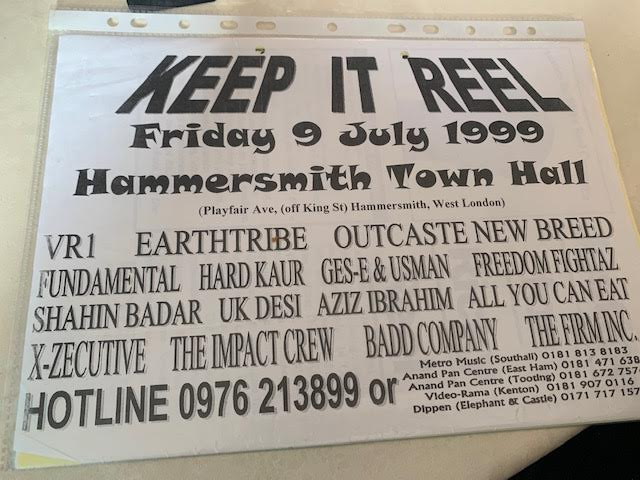 KEEP IT REEL
Friday 9 July 1999
Hammersmith Town Hall
(Playfair Ave, (off King St) Hammersmith, West London)
VR1 EARTHTRIBE OUTCASTE NEW BREED
FUNDAMENTAL HARD KAUR GES-E & USMAN FREEDOM FIGHTAZ
SHAHIN BADAR UK DESI AZIZ IBRAHIM ALL YOU CAN EAT
X-ZECUTIVE THE IMPACT CREW BADD COMPANY THE FIRM INC.
HOTLINE 0976 213899 or
Metro Music (Southall) 0181 813 8183
Anand Pan Centre (East Ham) 0181 471 638
Anand Pan Centre (Tooting) 0181 672 757
Video-Rama (Kenton) 0181 907 0116
Dippen (Elephant & Castle) 0171 717 157